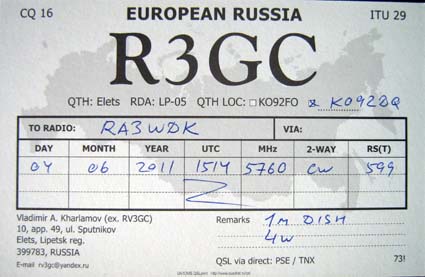 CQ 16 EUROPEAN RUSSIA ITU 29
R3GC
QTH: Elets RDA: LP-05 QTH LOC: □KO92FO x KO92DQ
TO RADIO: RA3WDK VIA:
DAY MONTH YEAR UTC MHz 2-WAY RS(T)
04 06 2011 1514 5760 CW 599
Vladimir A. Kharlamov (ex. RV3GC)
10, app. 49, ul. Sputnikov
Elets, Lipetsk reg.
399783, RUSSIA
E-mail rv3gc@yandex.ru
Remarks 1M DISH
4W
QSL via direct: PSE / TNX 73!